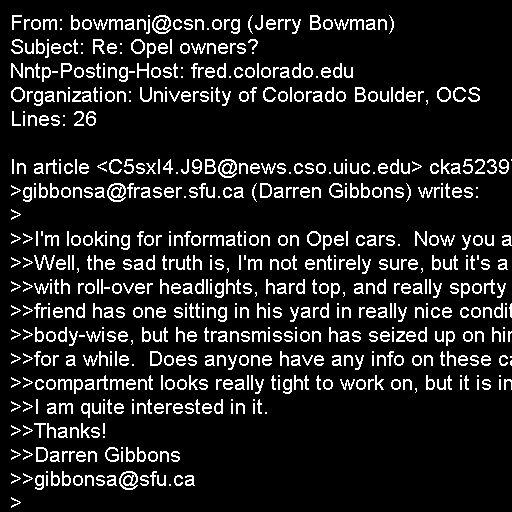 From: bowmanj@csn.org (Jerry Bowman)
Subject: Re: Opel owners?
Nntp-Posting-Host: fred.colorado.edu
Organization: University of Colorado Boulder, OCS
Lines: 26

In article <C5sxI4.J9B@news.cso.uiuc.edu> cka5239
>gibbonsa@fraser.sfu.ca (Darren Gibbons) writes:
>
>>I'm looking for information on Opel cars.  Now you a
>>Well, the sad truth is, I'm not entirely sure, but it's a
>>with roll-over headlights, hard top, and really sporty
>>friend has one sitting in his yard in really nice condit
>>body-wise, but he transmission has seized up on hi
>>for a while.  Does anyone have any info on these ca
>>compartment looks really tight to work on, but it is in
>>I am quite interested in it.
>>Thanks!
>>Darren Gibbons
>>gibbonsa@sfu.ca
>